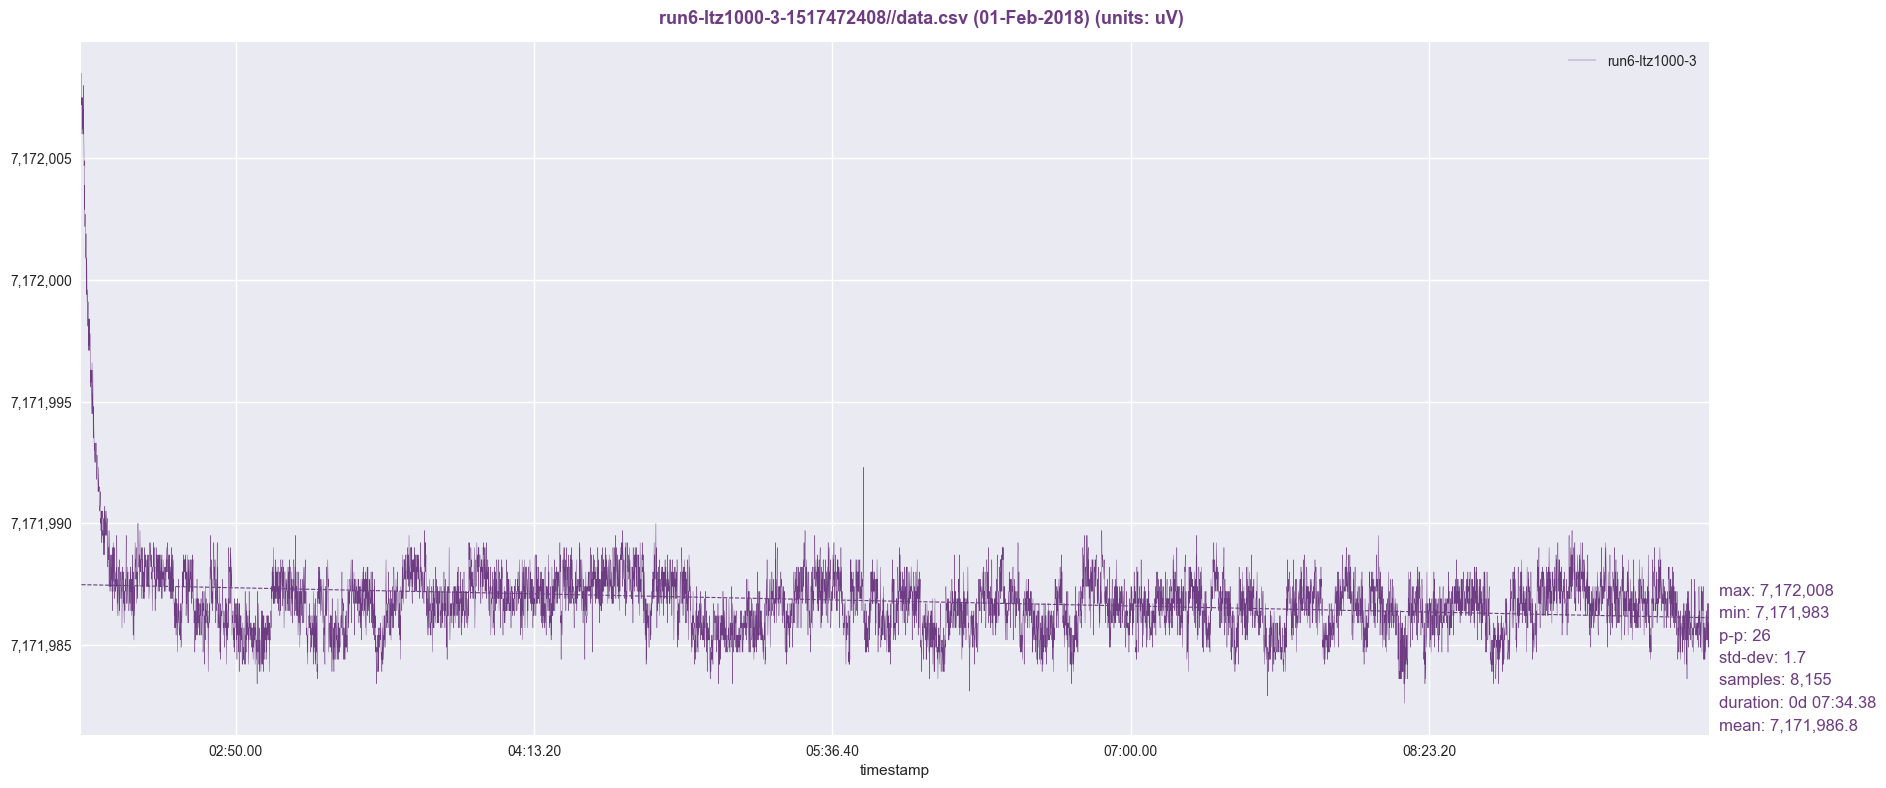 run6-ltz1000-3-1517472408//data.csv (01-Feb-2018) (units: uV)
run6-ltz1000-3
7,172,005
7,172,000
7,171,995
7,171,990
7,171,985
max: 7,172,008
min: 7,171,983
p-p: 26
std-dev: 1.7
samples: 8,155
duration: 0d 07:34.38
mean: 7,171,986.8
02:50.00 04:13.20 05:36.40 07:00.00 08:23.20
timestamp